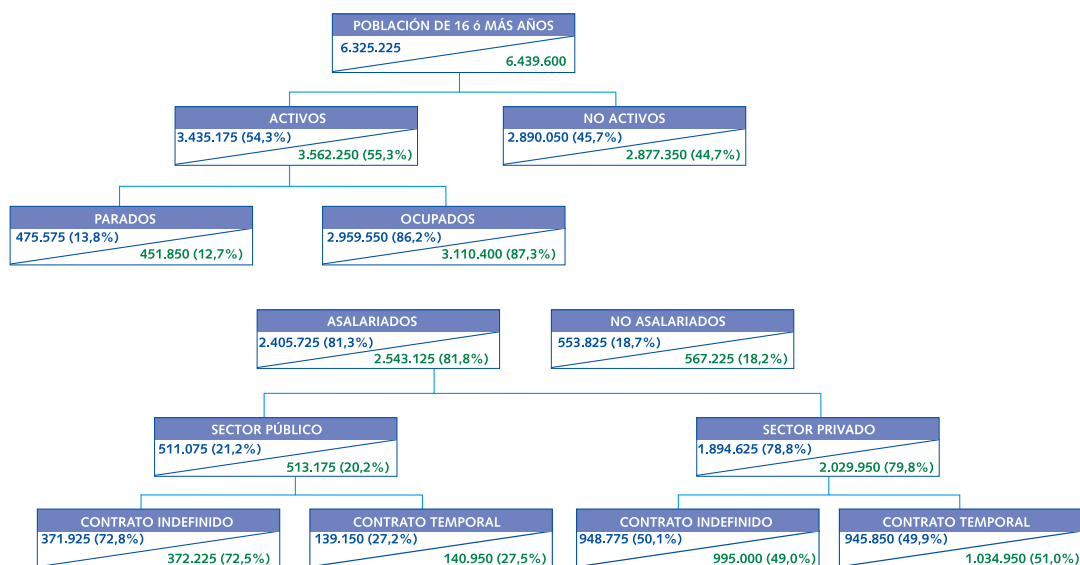 POBLACIÓN DE 16 ó MÁS AÑOS
6.325.225
6.439.600
ACTIVOS
3.435.175 (54,3%)
3.562.250 (55,3%)
NO ACTIVOS
2.890.050 (45,7%)
2.877.350 (44,7%)
PARADOS
475.575 (13,8%)
451.850 (12,7%)
OCUPADOS
2.959.550 (86,2%)
3.110.400 (87,3%)
ASALARIADOS
2.405.725 (81,3%)
2.543.125 (81,8%)
NO ASALARIADOS
553.825 (18,7%)
567.225 (18,2%)
SECTOR PÚBLICO
511.075 (21,2%)
513.175 (20,2%)
SECTOR PRIVADO
1.894.625 (78,8%)
2.029.950 (79,8%)
CONTRATO INDEFINIDO
371.925 (72,8%)
372.225 (72,5%)
CONTRATO TEMPORAL
139.150 (27,2%)
140.950 (27,5%)
CONTRATO INDEFINIDO
948.775 (50,1%)
995.000 (49,0%)
CONTRATO TEMPORAL
945.850 (49,9%)
1.034.950 (51,0%)